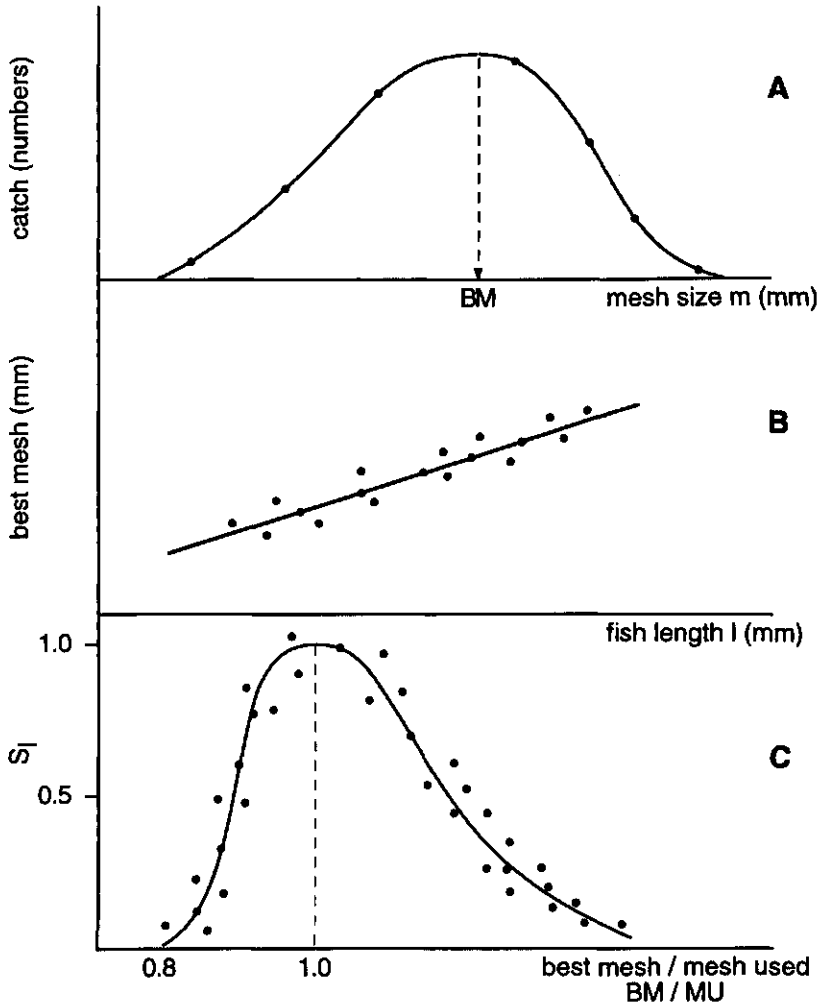 catch (numbers)
A
BM
mesh size m (mm)
best mesh (mm)
B
fish length l (mm)
1.0
S_l
0.5
C
0.8
1.0
best mesh / mesh used
BM / MU